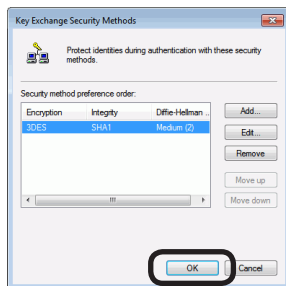 Key Exchange Security Methods
Protect identities during authentication with these security
methods.
Security method preference order:
Encryption Integrity Diffie-Hellman ...
3DES SHA1 Medium (2)
Add...
Edit...
Remove
Move up
Move down
OK Cancel